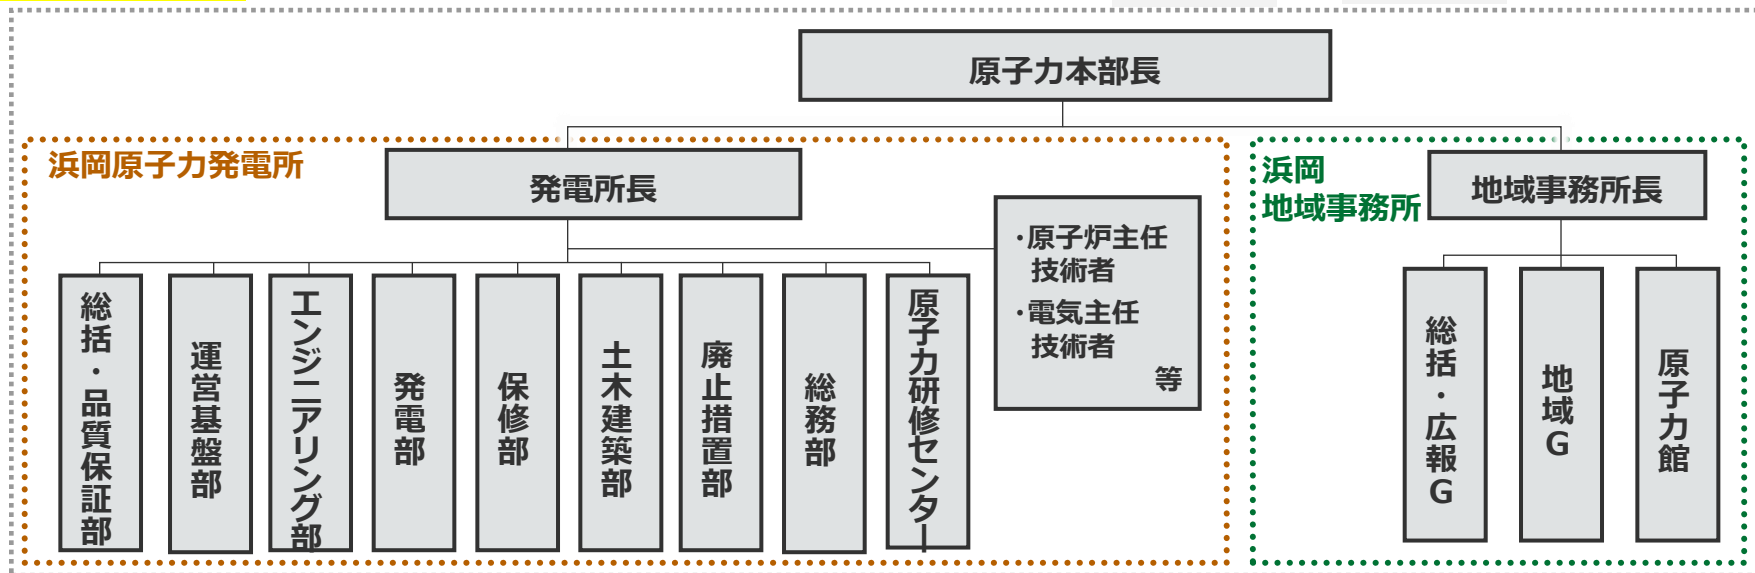 原子力本部長
浜岡原子力発電所
発電所長
・原子炉主任
技術者
・電気主任
技術者
等
総括・品質保証部
運営基盤部
エンジニアリング部
発電部
保修部
土木建築部
廃止措置部
総務部
原子力研修センター
浜岡
地域事務所
地域事務所長
総括・広報G
地域G
原子力館